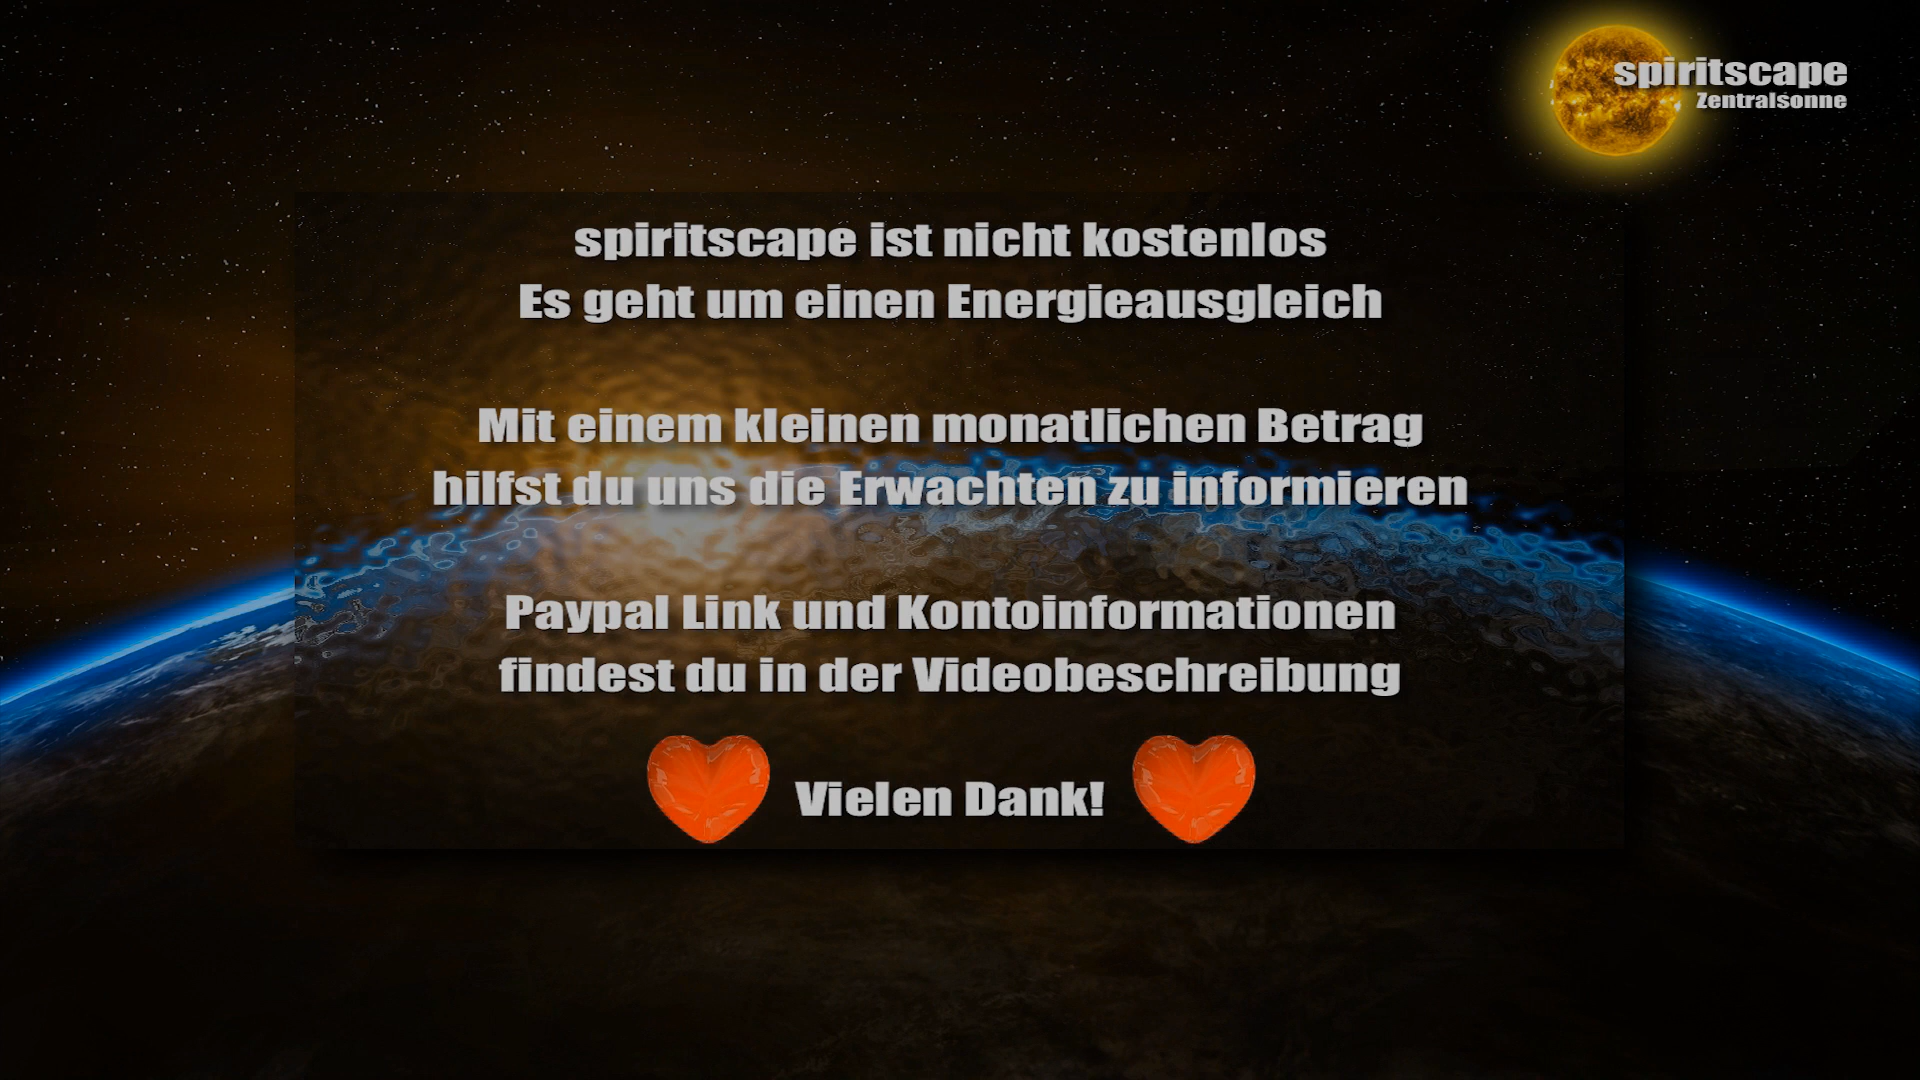 spiritscape
Zentralsonne
spiritscape ist nicht kostenlos
Es geht um einen Energieausgleich
Mit einem kleinen monatlichen Betrag
hilfst du uns die Erwachten zu informieren
Paypal Link und Kontoinformationen
findest du in der Videobeschreibung
Vielen Dank!